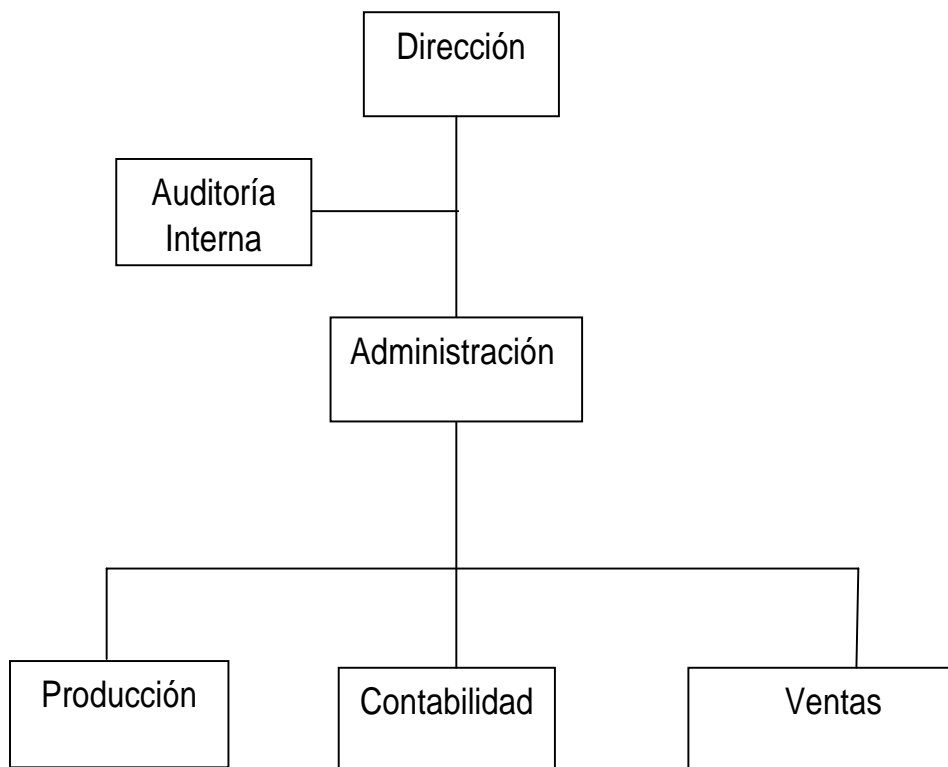 Dirección
Auditoría
Interna
Administración
Producción
Contabilidad
Ventas